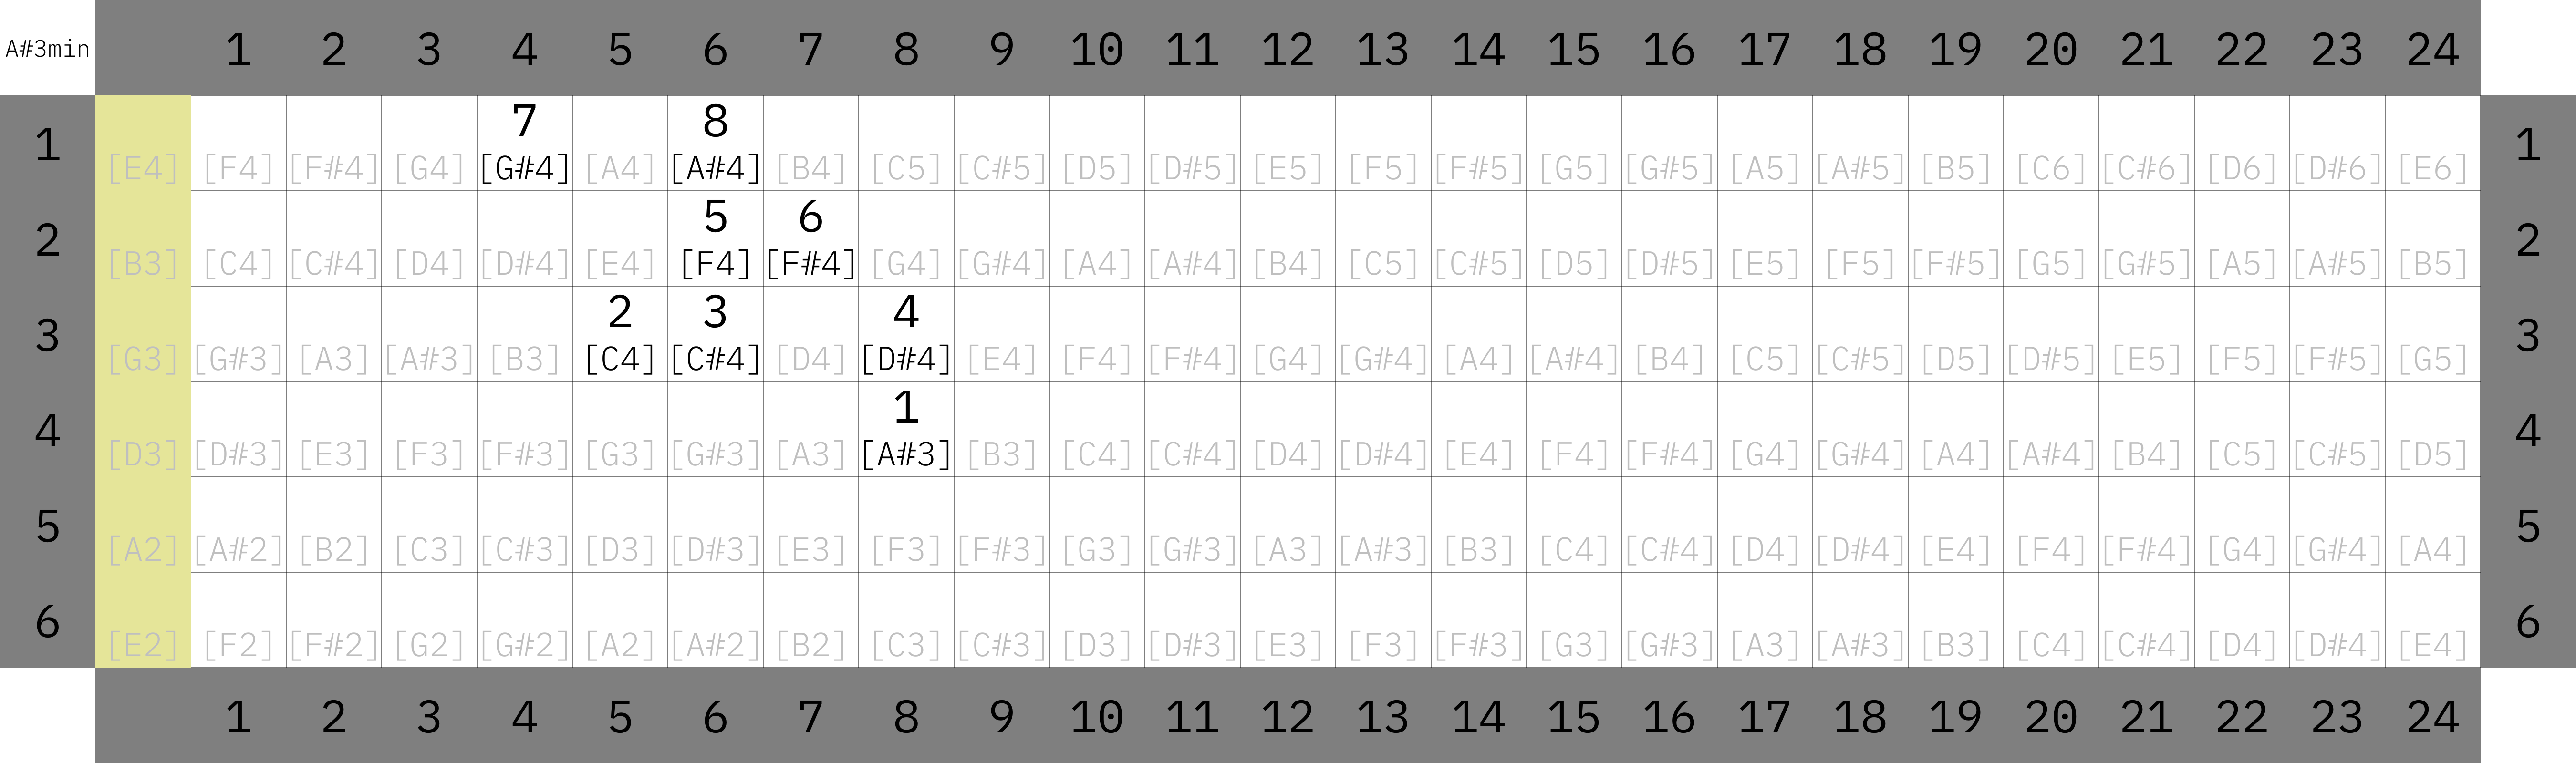 A#3min 1 2 3 4 5 6 7 8 9 10 11 12 13 14 15 16 17 18 19 20 21 22 23 24
7 8
1 [E4] [F4] [F#4] [G4] [G#4] [A4] [A#4] [B4] [C5] [C#5] [D5] [D#5] [E5] [F5] [F#5] [G5] [G#5] [A5] [A#5] [B5] [C6] [C#6] [D6] [D#6] [E6] 1
5 6
2 [B3] [C4] [C#4] [D4] [D#4] [E4] [F4] [F#4] [G4] [G#4] [A4] [A#4] [B4] [C5] [C#5] [D5] [D#5] [E5] [F5] [F#5] [G5] [G#5] [A5] [A#5] [B5] 2
2 3 4
3 [G3] [G#3] [A3] [A#3] [B3] [C4] [C#4] [D4] [D#4] [E4] [F4] [F#4] [G4] [G#4] [A4] [A#4] [B4] [C5] [C#5] [D5] [D#5] [E5] [F5] [F#5] [G5] 3
1
4 [D3] [D#3] [E3] [F3] [F#3] [G3] [G#3] [A3] [A#3] [B3] [C4] [C#4] [D4] [D#4] [E4] [F4] [F#4] [G4] [G#4] [A4] [A#4] [B4] [C5] [C#5] [D5] 4
5 [A2] [A#2] [B2] [C3] [C#3] [D3] [D#3] [E3] [F3] [F#3] [G3] [G#3] [A3] [A#3] [B3] [C4] [C#4] [D4] [D#4] [E4] [F4] [F#4] [G4] [G#4] [A4] 5
6 [E2] [F2] [F#2] [G2] [G#2] [A2] [A#2] [B2] [C3] [C#3] [D3] [D#3] [E3] [F3] [F#3] [G3] [G#3] [A3] [A#3] [B3] [C4] [C#4] [D4] [D#4] [E4] 6
1 2 3 4 5 6 7 8 9 10 11 12 13 14 15 16 17 18 19 20 21 22 23 24